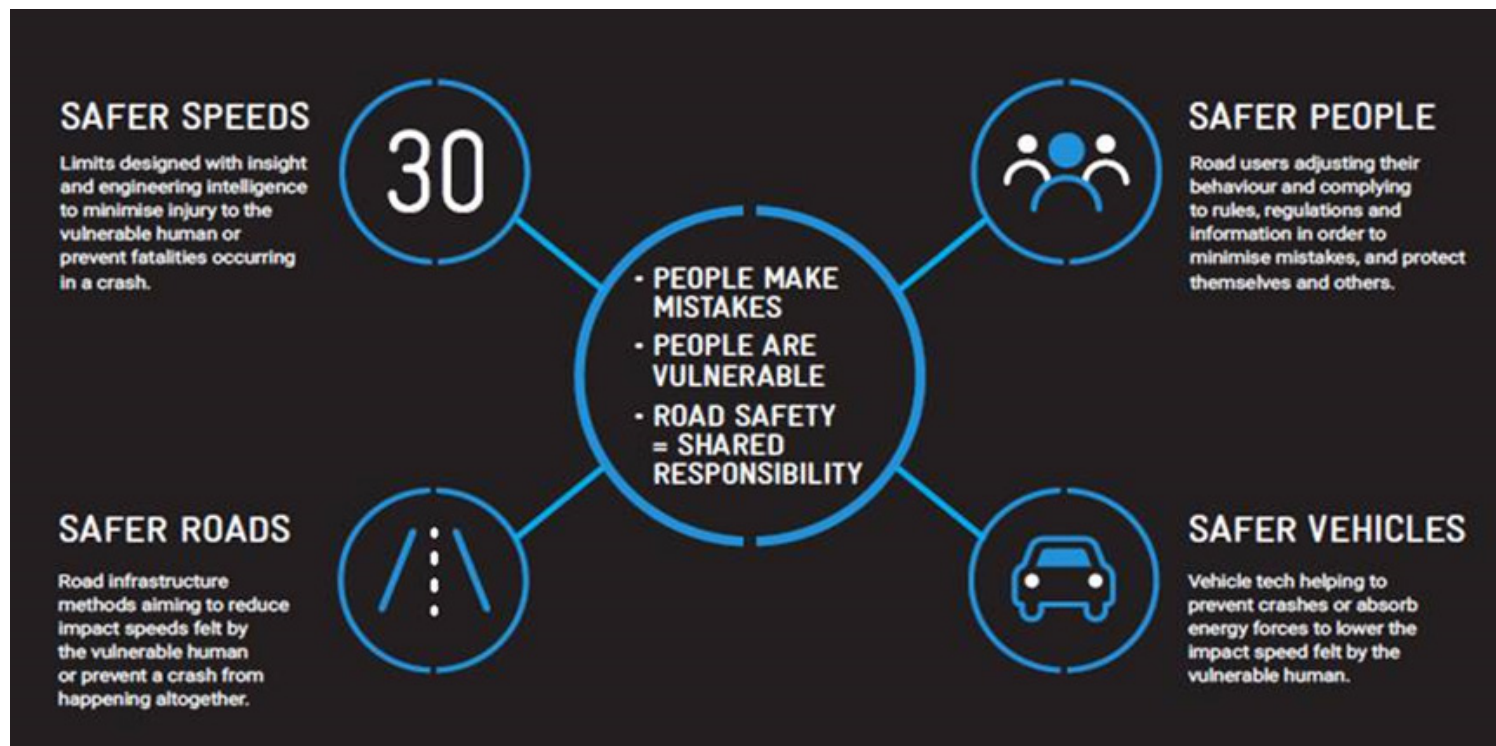 SAFER SPEEDS
Limits designed with insight
and engineering intelligence
to minimise injury to the
vulnerable human or
prevent fatalities occurring
in a crash.
30
SAFER PEOPLE
Road users adjusting their
behaviour and complying
to rules, regulations and
information in order to
minimise mistakes, and protect
themselves and others.
- PEOPLE MAKE
MISTAKES
- PEOPLE ARE
VULNERABLE
- ROAD SAFETY
= SHARED
RESPONSIBILITY
SAFER ROADS
Road infrastructure
methods aiming to reduce
impact speeds felt by
the vulnerable human
or prevent a crash from
happening altogether.
SAFER VEHICLES
Vehicle tech helping to
prevent crashes or absorb
energy forces to lower the
impact speed felt by the
vulnerable human.